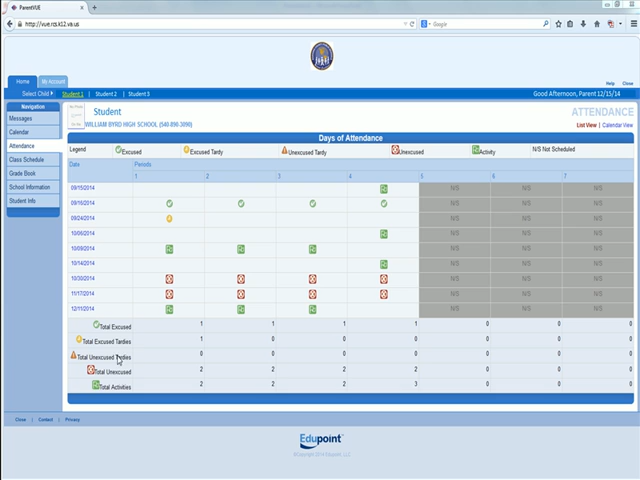 ParentVUE
http://vue.rcs.k12.va.us
Google
Help Close
Home My Account
Select Child Student 1 | Student 2 | Student 3 Good Afternoon, Parent 12/15/14
Navigation
Messages
Calendar
Attendance
Class Schedule
Grade Book
School Information
Student Info
Student ATTENDANCE
WILLIAM BYRD HIGH SCHOOL (540-890-3090) List View | Calendar View
Days of Attendance
Legend Excused Excused Tardy Unexcused Tardy Unexcused Activity N/S Not Scheduled
Date Periods
1 2 3 4 5 6 7
09/15/2014 N/S N/S N/S
09/16/2014 N/S N/S N/S
09/24/2014 N/S N/S N/S
10/06/2014 N/S N/S N/S
10/09/2014 N/S N/S N/S
10/14/2014 N/S N/S N/S
10/30/2014 N/S N/S N/S
11/17/2014 N/S N/S N/S
12/11/2014 N/S N/S N/S
Total Excused 1 1 1 1 0 0 0
Total Excused Tardies 1 0 0 0 0 0 0
Total Unexcused Tardies 0 0 0 0 0 0 0
Total Unexcused 2 2 2 2 0 0 0
Total Activities 2 2 2 3 0 0 0
Close | Contact | Privacy
Edupoint
©Copyright 2014 Edupoint, LLC